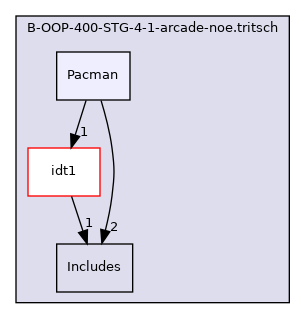 B-OOP-400-STG-4-1-arcade-noe.tritsch
Pacman
1
idt1
1
2
Includes